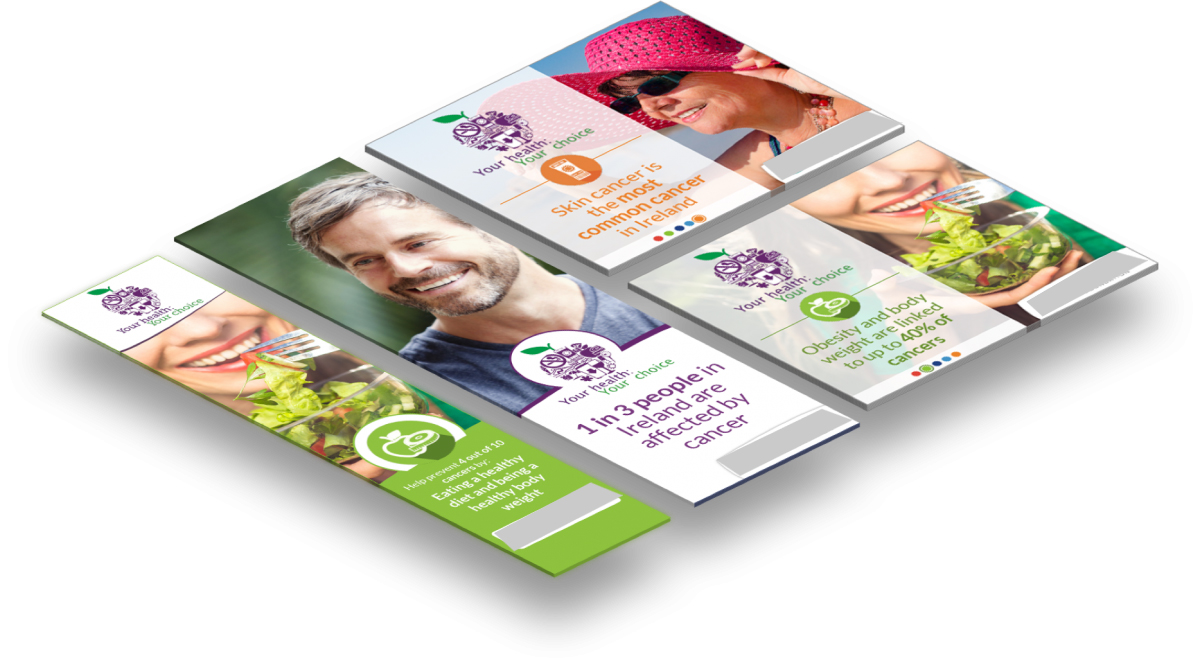 Your health:
Your choice
Skin cancer is
the most
common cancer
in Ireland
Your health:
Your choice
Obesity and body
weight are linked
to up to 40% of
cancers
Your health:
Your choice
1 in 3 people in
Ireland are
affected by
cancer
Your health:
Your choice
Help prevent 4 out of 10
cancers by:
Eating a healthy
diet and being a
healthy body
weight